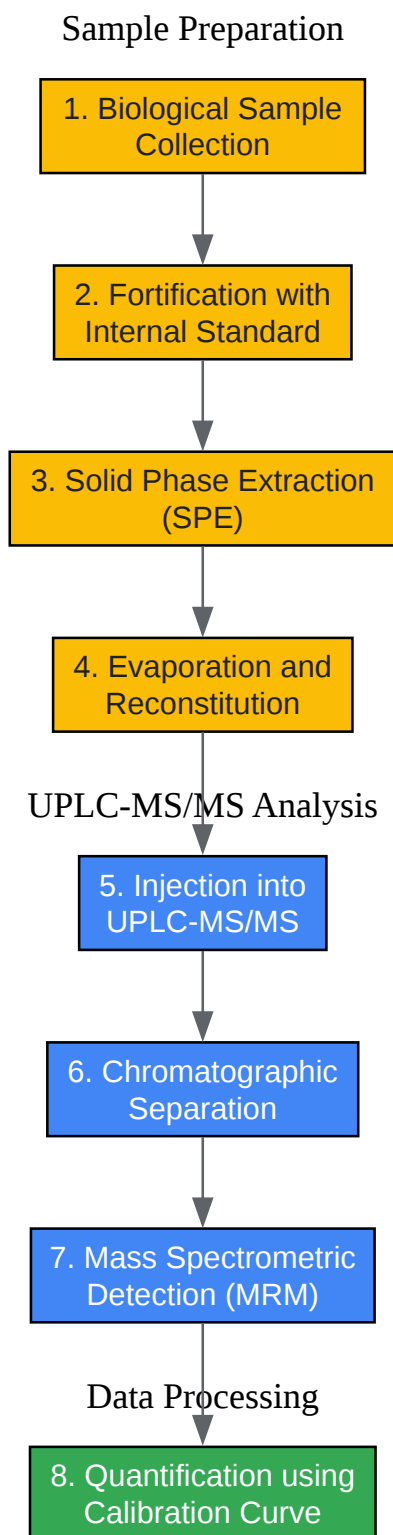 Sample Preparation
1. Biological Sample
Collection
2. Fortification with
Internal Standard
3. Solid Phase Extraction
(SPE)
4. Evaporation and
Reconstitution
UPLC-MS/MS Analysis
5. Injection into
UPLC-MS/MS
6. Chromatographic
Separation
7. Mass Spectrometric
Detection (MRM)
Data Processing
8. Quantification using
Calibration Curve